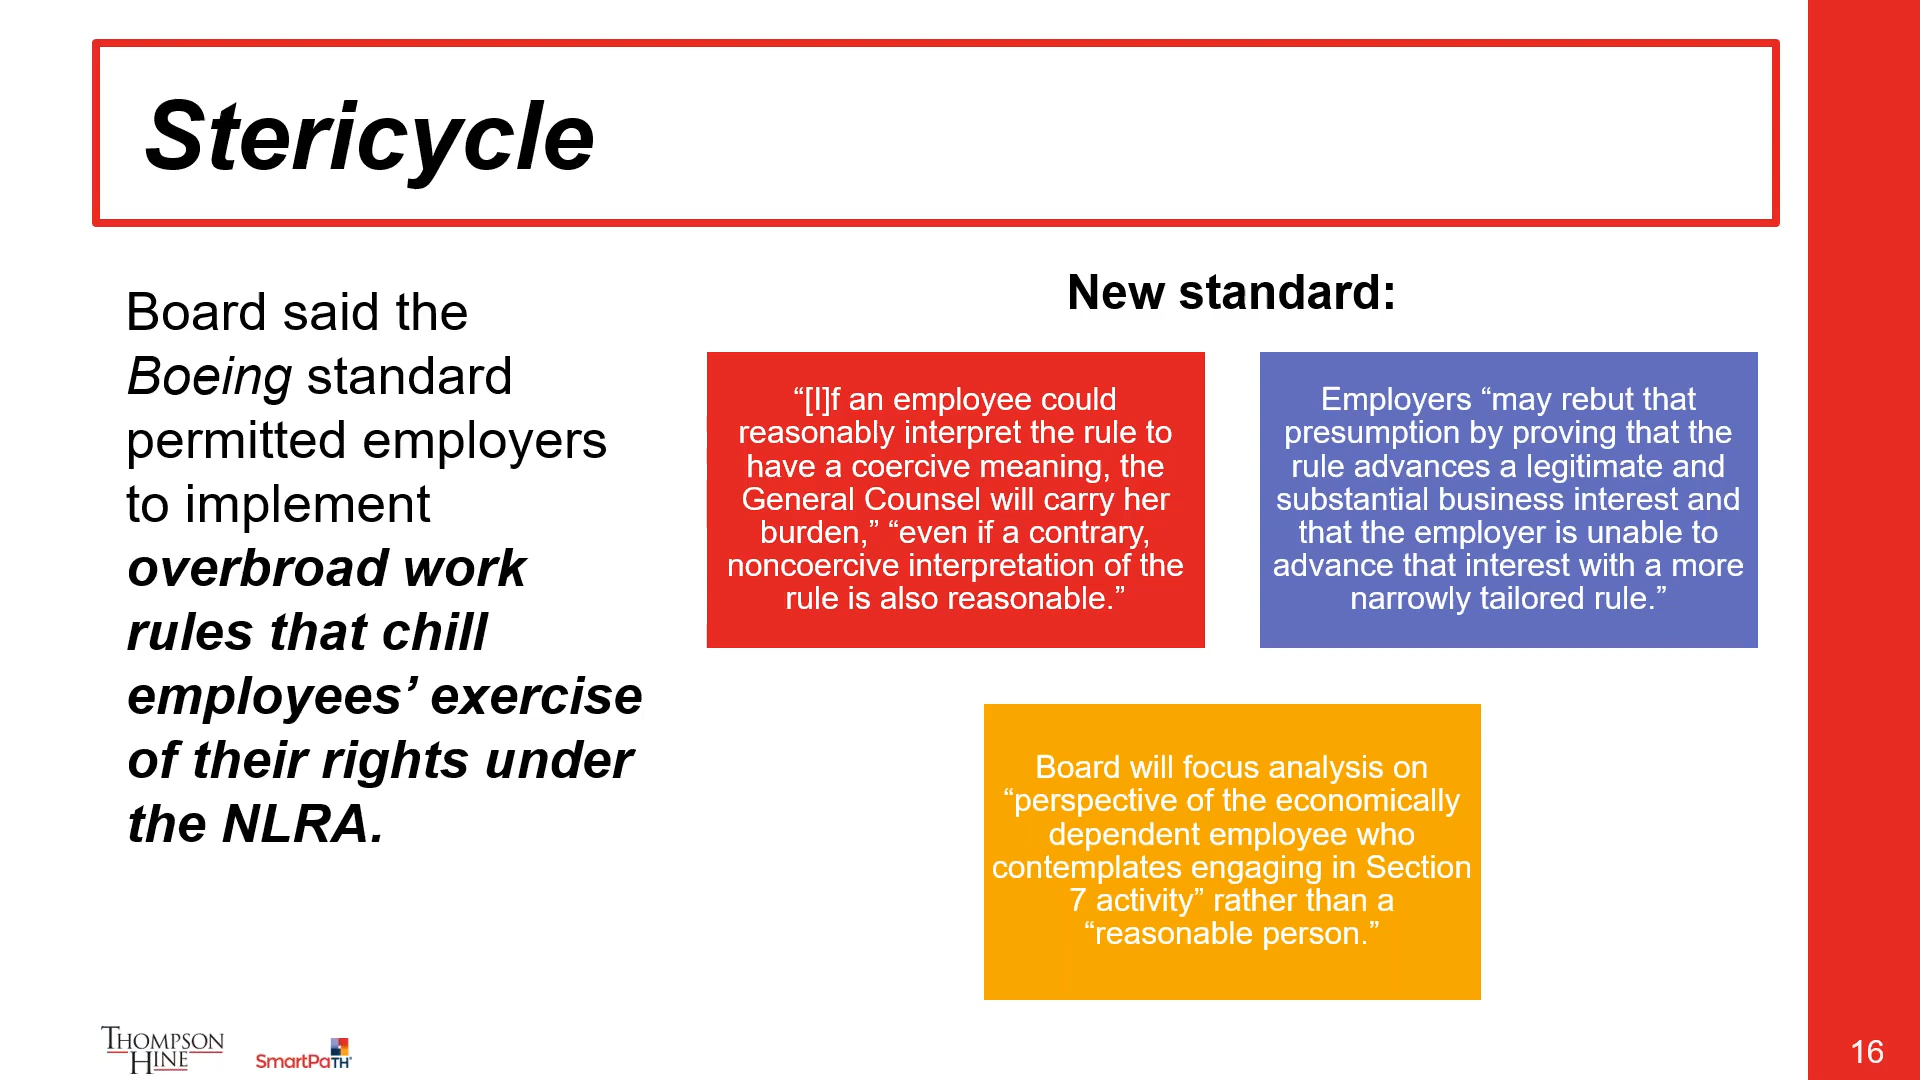 Stericycle
Board said the
Boeing standard
permitted employers
to implement
overbroad work
rules that chill
employees’ exercise
of their rights under
the NLRA.
New standard:
“[I]f an employee could
reasonably interpret the rule to
have a coercive meaning, the
General Counsel will carry her
burden,” “even if a contrary,
noncoercive interpretation of the
rule is also reasonable.”
Employers “may rebut that
presumption by proving that the
rule advances a legitimate and
substantial business interest and
that the employer is unable to
advance that interest with a more
narrowly tailored rule.”
Board will focus analysis on
“perspective of the economically
dependent employee who
contemplates engaging in Section
7 activity” rather than a
“reasonable person.”
THOMPSON
HINE
SmartPaTH
16